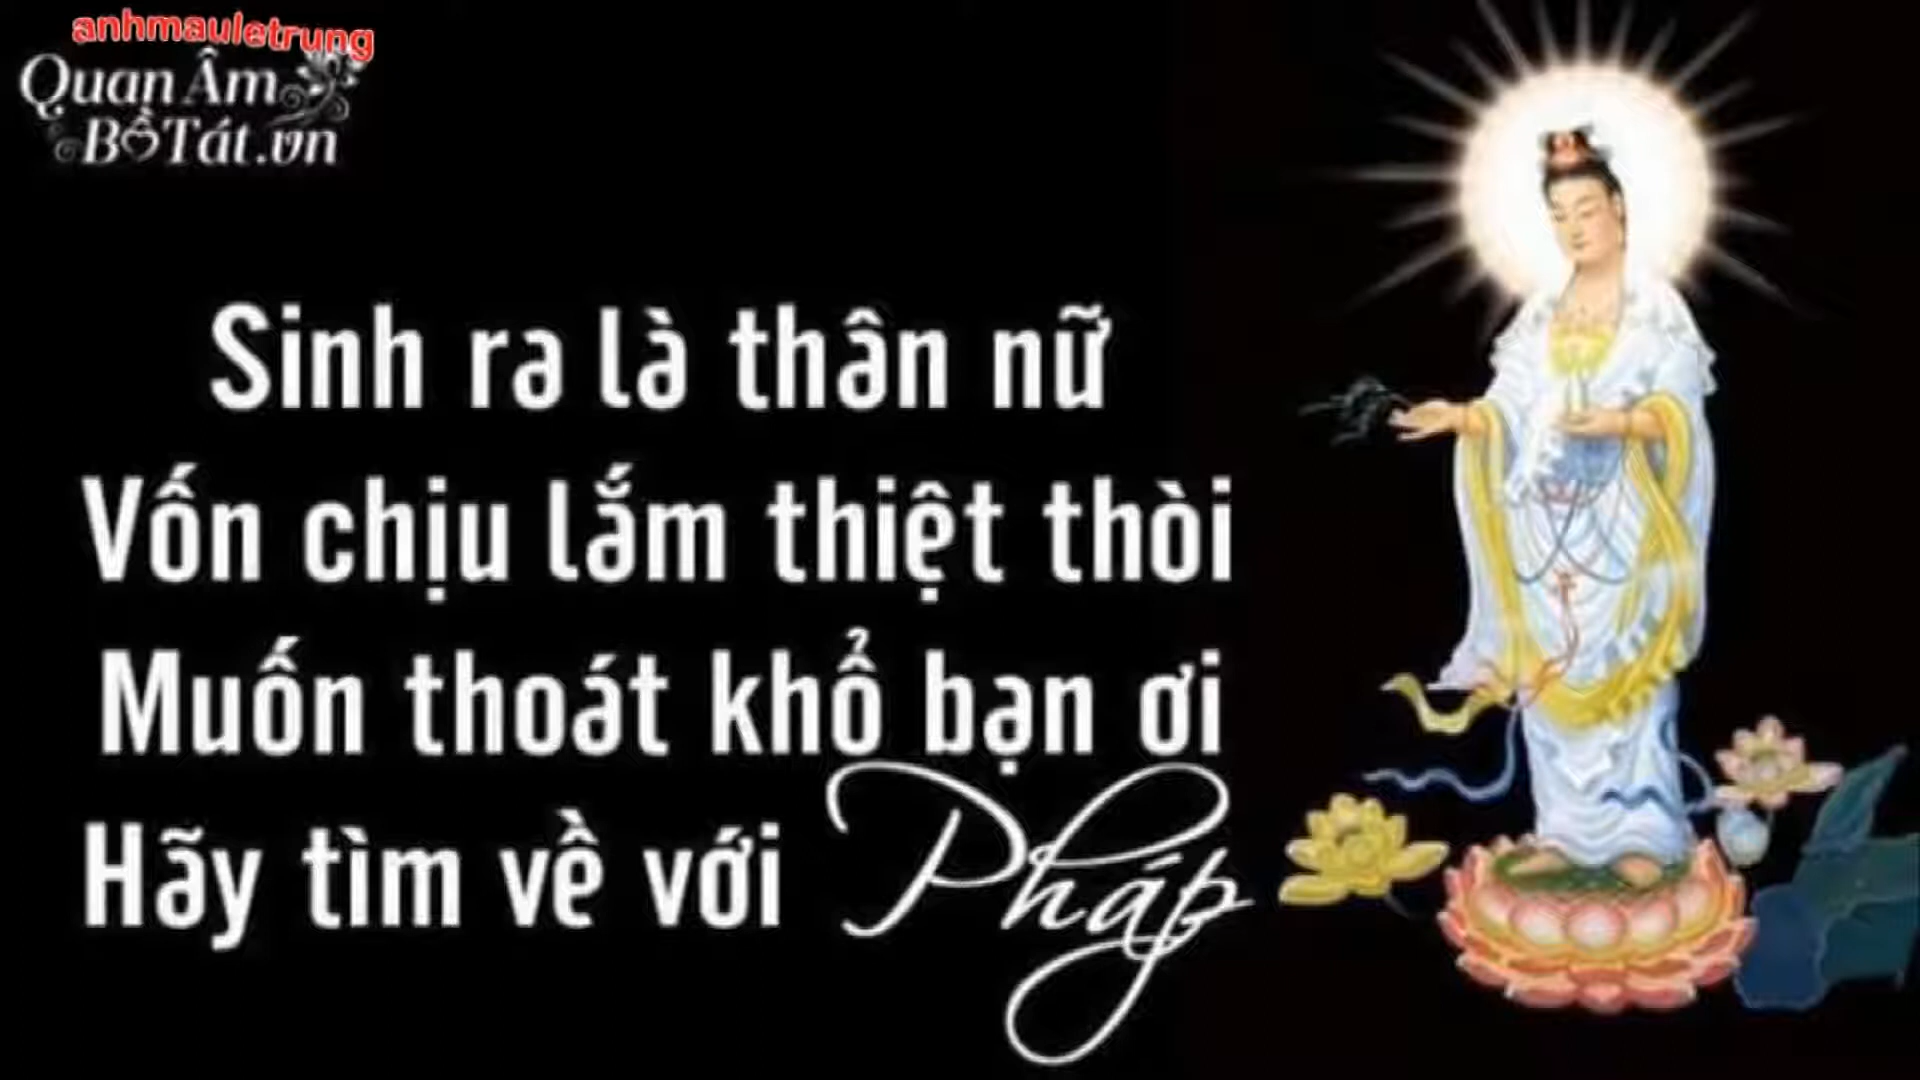 anhmauletrung
Quan Âm
Bồ Tát.vn
Sinh ra là thân nữ
Vốn chịu lắm thiệt thòi
Muốn thoát khổ bạn ơi
Hãy tìm về với Pháp